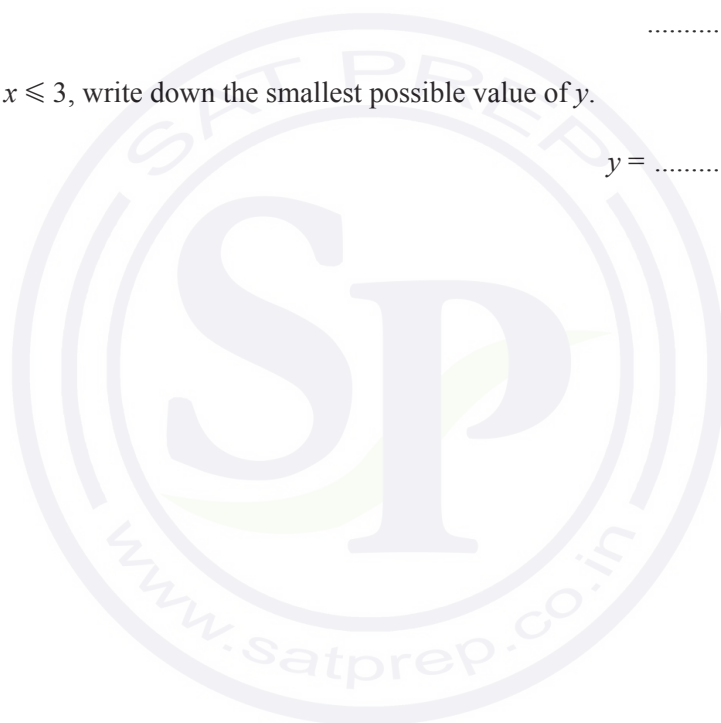 ..........
x ⩽ 3, write down the smallest possible value of y.
y = .........
SAT PREP
SP
www.satprep.co.in